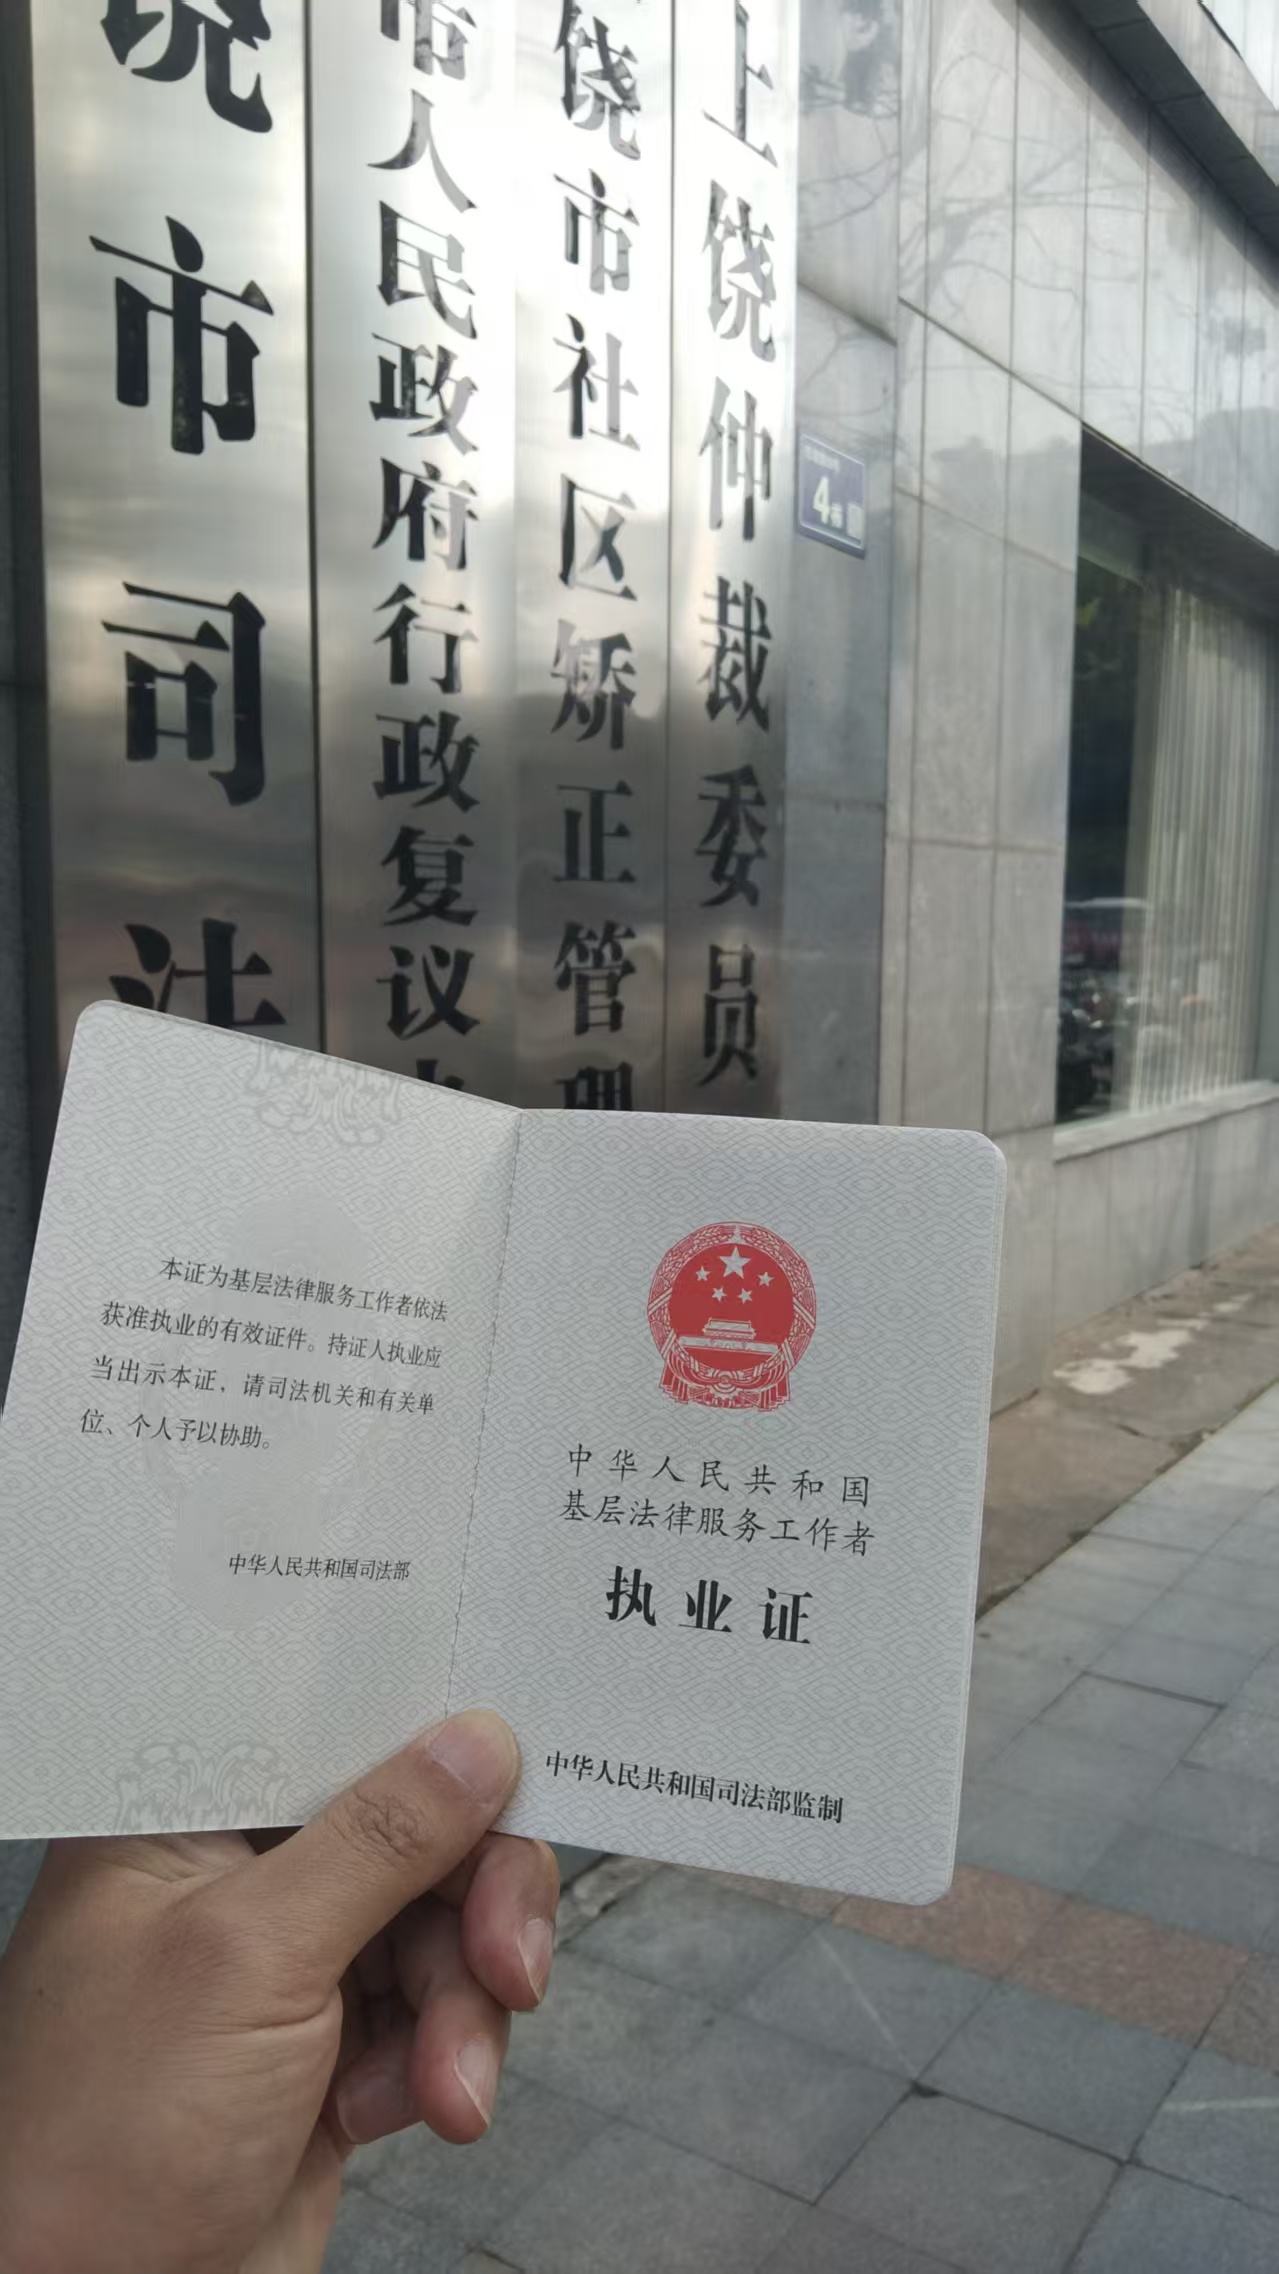 饶市司法
市人民政府行政复议
饶市社区矫正管理
上饶仲裁委员
4
本证为基层法律服务工作者依法
获准执业的有效证件。持证人执业应
当出示本证，请司法机关和有关单
位、个人予以协助。
中华人民共和国司法部
中华人民共和国
基层法律服务工作者
执业证
中华人民共和国司法部监制